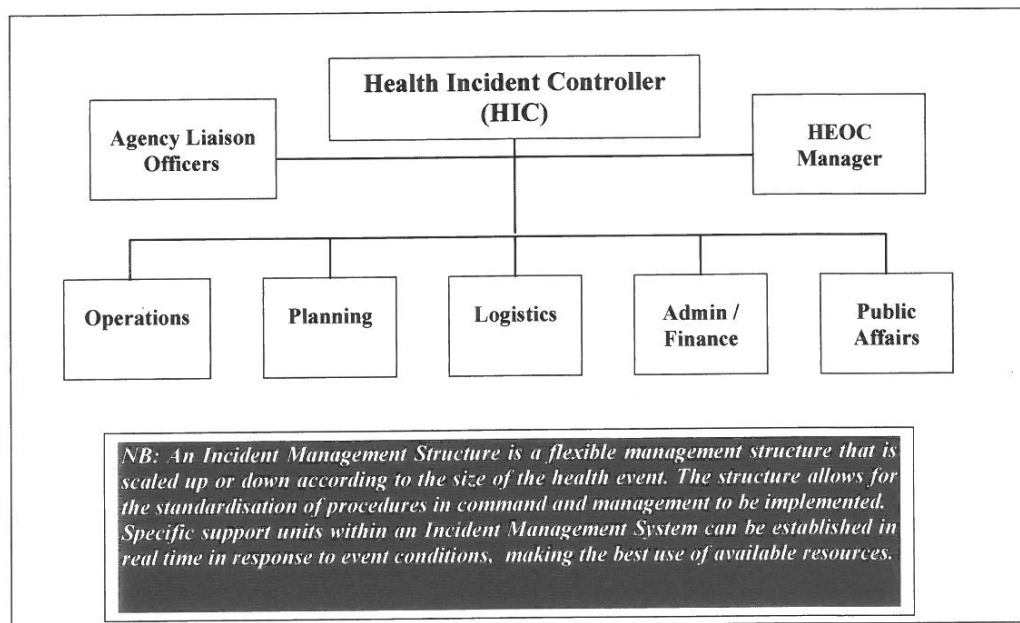 Health Incident Controller
(HIC)
Agency Liaison
Officers
HEOC
Manager
Operations
Planning
Logistics
Admin /
Finance
Public
Affairs
NB: An Incident Management Structure is a flexible management structure that is
scaled up or down according to the size of the health event. The structure allows for
the standardisation of procedures in command and management to be implemented.
Specific support units within an Incident Management System can be established in
real time in response to event conditions, making the best use of available resources.